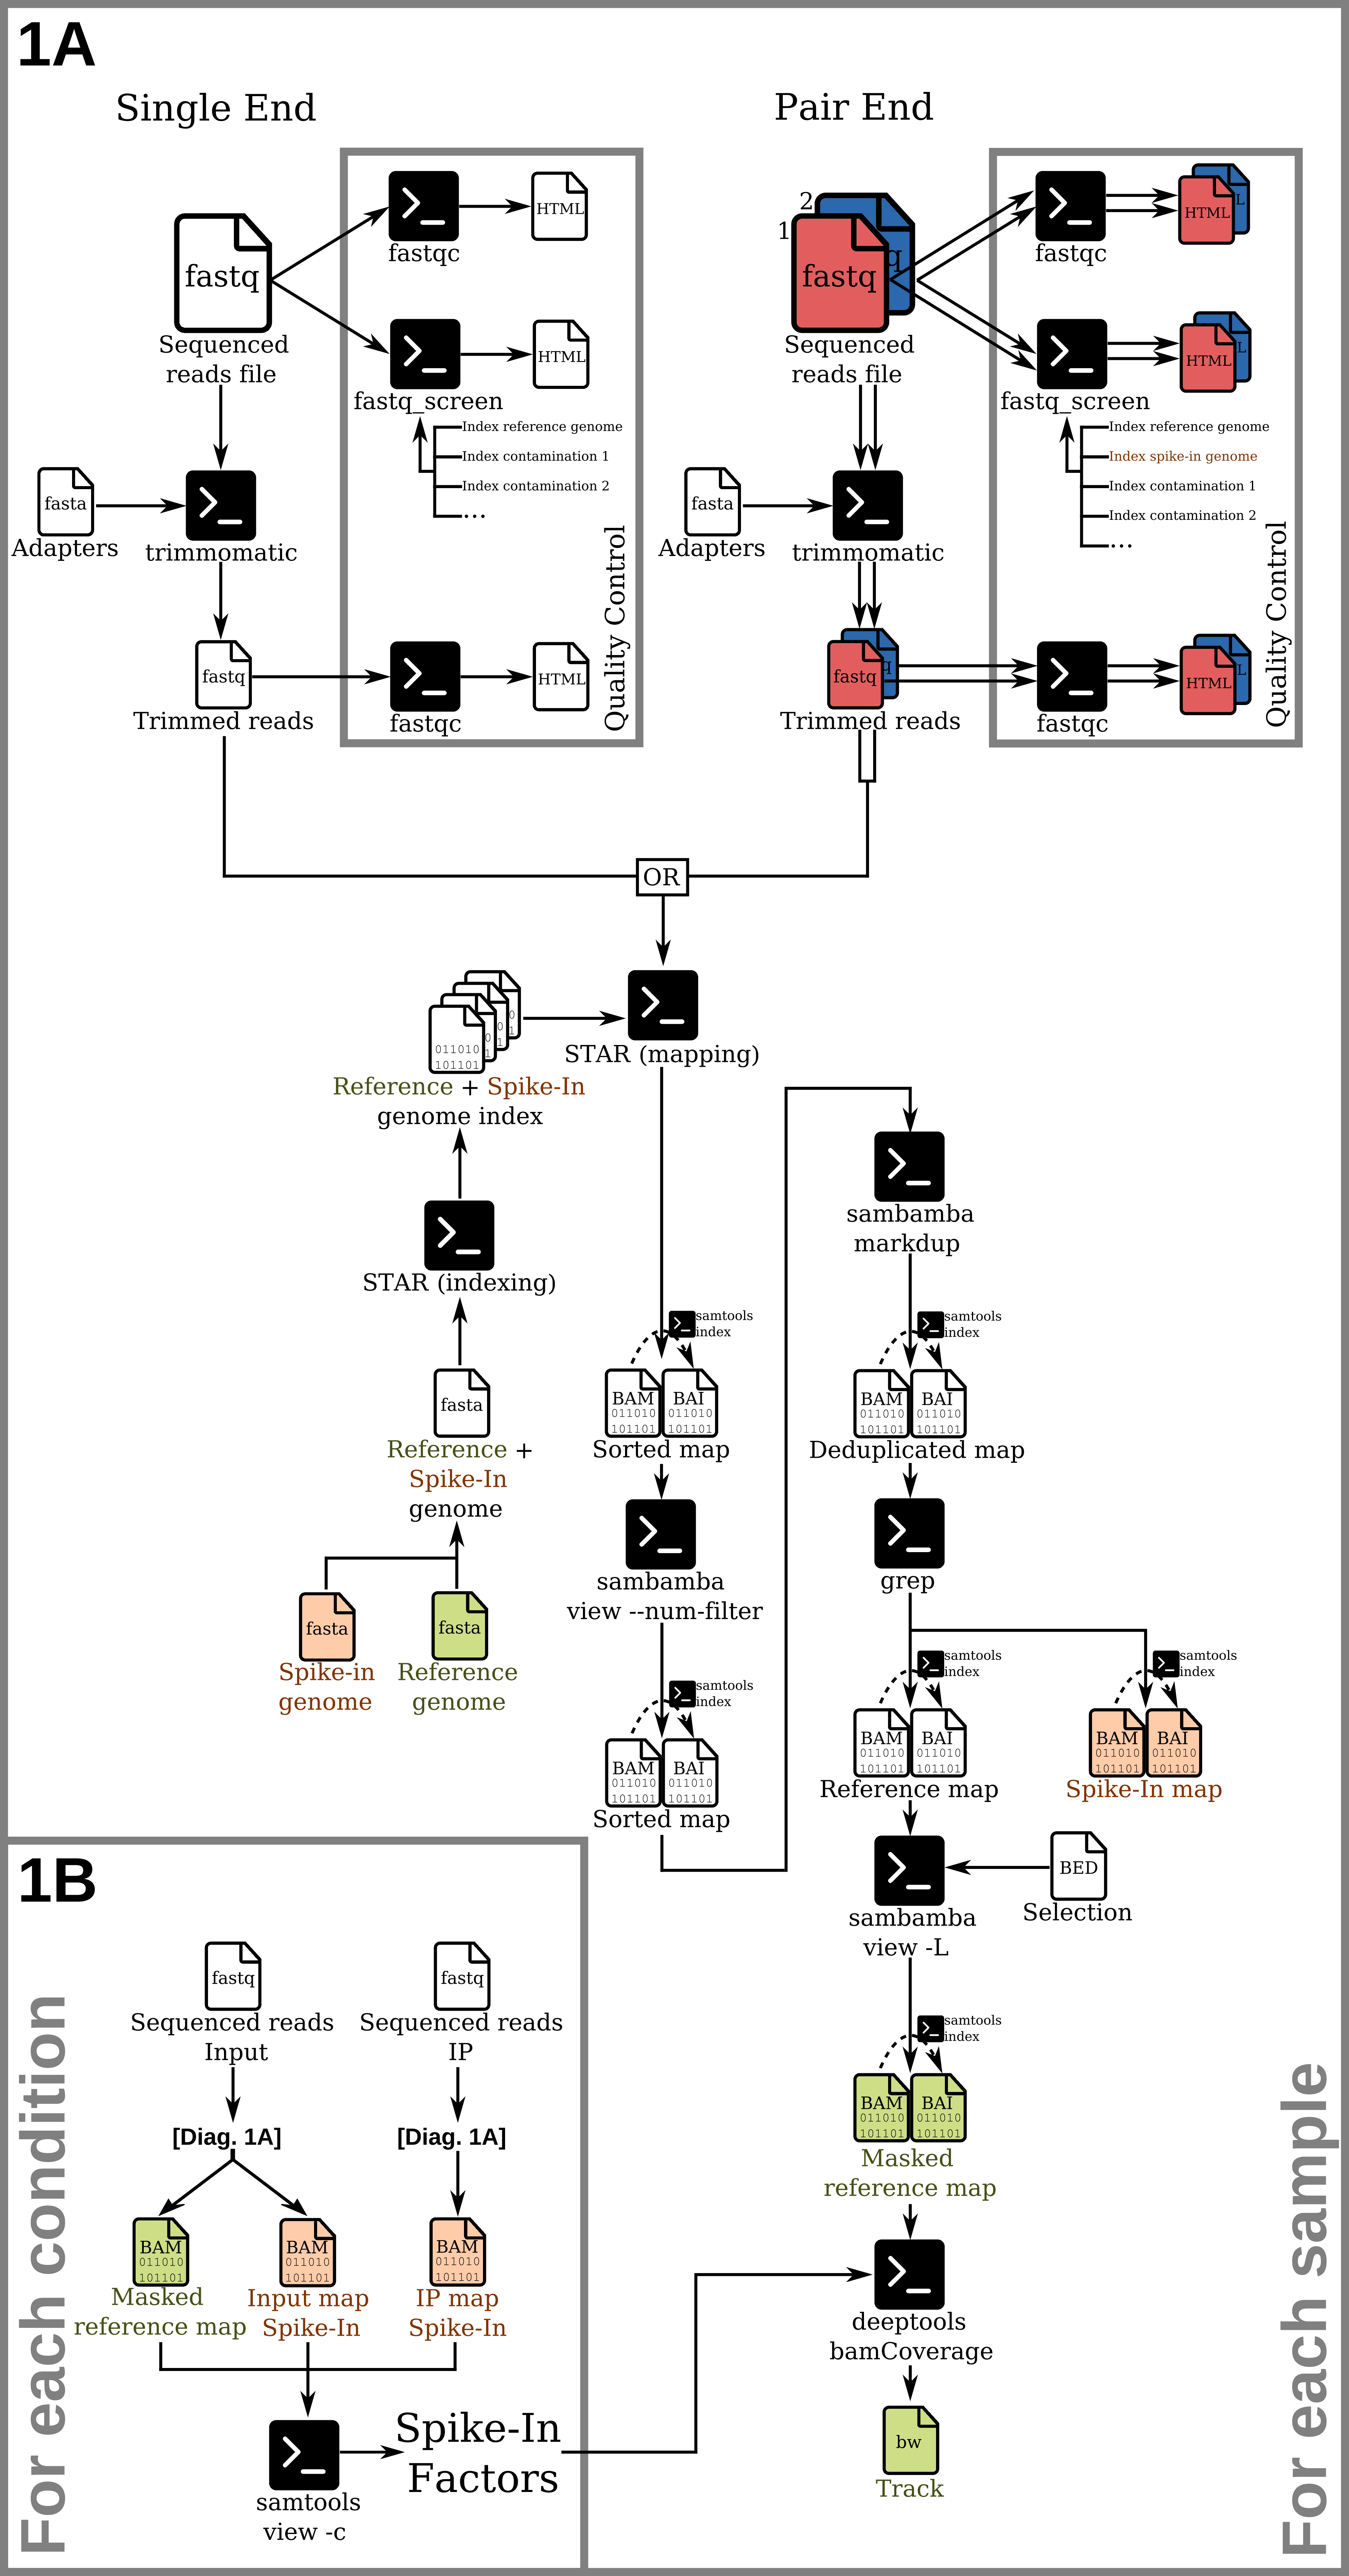 1A
Single End
Pair End
fastq
Sequenced
reads file
fastqc
HTML
fastq_screen
HTML
Index reference genome
Index contamination 1
Index contamination 2
...
fasta
Adapters
trimmomatic
fastq
Trimmed reads
fastqc
HTML
Quality Control
2
1
q
fastq
Sequenced
reads file
fastqc
L
HTML
fastq_screen
L
HTML
Index reference genome
Index spike-in genome
Index contamination 1
Index contamination 2
...
fasta
Adapters
trimmomatic
q
fastq
Trimmed reads
fastqc
L
HTML
Quality Control
OR
STAR (mapping)
0
1
0
1
0
1
011010
101101
Reference + Spike-In
genome index
STAR (indexing)
fasta
Reference +
Spike-In
genome
fasta
Spike-in
genome
fasta
Reference
genome
samtools
index
BAM
011010
101101
BAI
011010
101101
Sorted map
sambamba
view --num-filter
samtools
index
BAM
011010
101101
BAI
011010
101101
Sorted map
sambamba
markdup
samtools
index
BAM
011010
101101
BAI
011010
101101
Deduplicated map
grep
samtools
index
BAM
011010
101101
BAI
011010
101101
Reference map
samtools
index
BAM
011010
101101
BAI
011010
101101
Spike-In map
sambamba
view -L
BED
Selection
samtools
index
BAM
011010
101101
BAI
011010
101101
Masked
reference map
deeptools
bamCoverage
bw
Track
For each sample
1B
For each condition
fastq
Sequenced reads
Input
fastq
Sequenced reads
IP
[Diag. 1A]
[Diag. 1A]
BAM
011010
101101
Masked
reference map
BAM
011010
101101
Input map
Spike-In
BAM
011010
101101
IP map
Spike-In
samtools
view -c
Spike-In
Factors